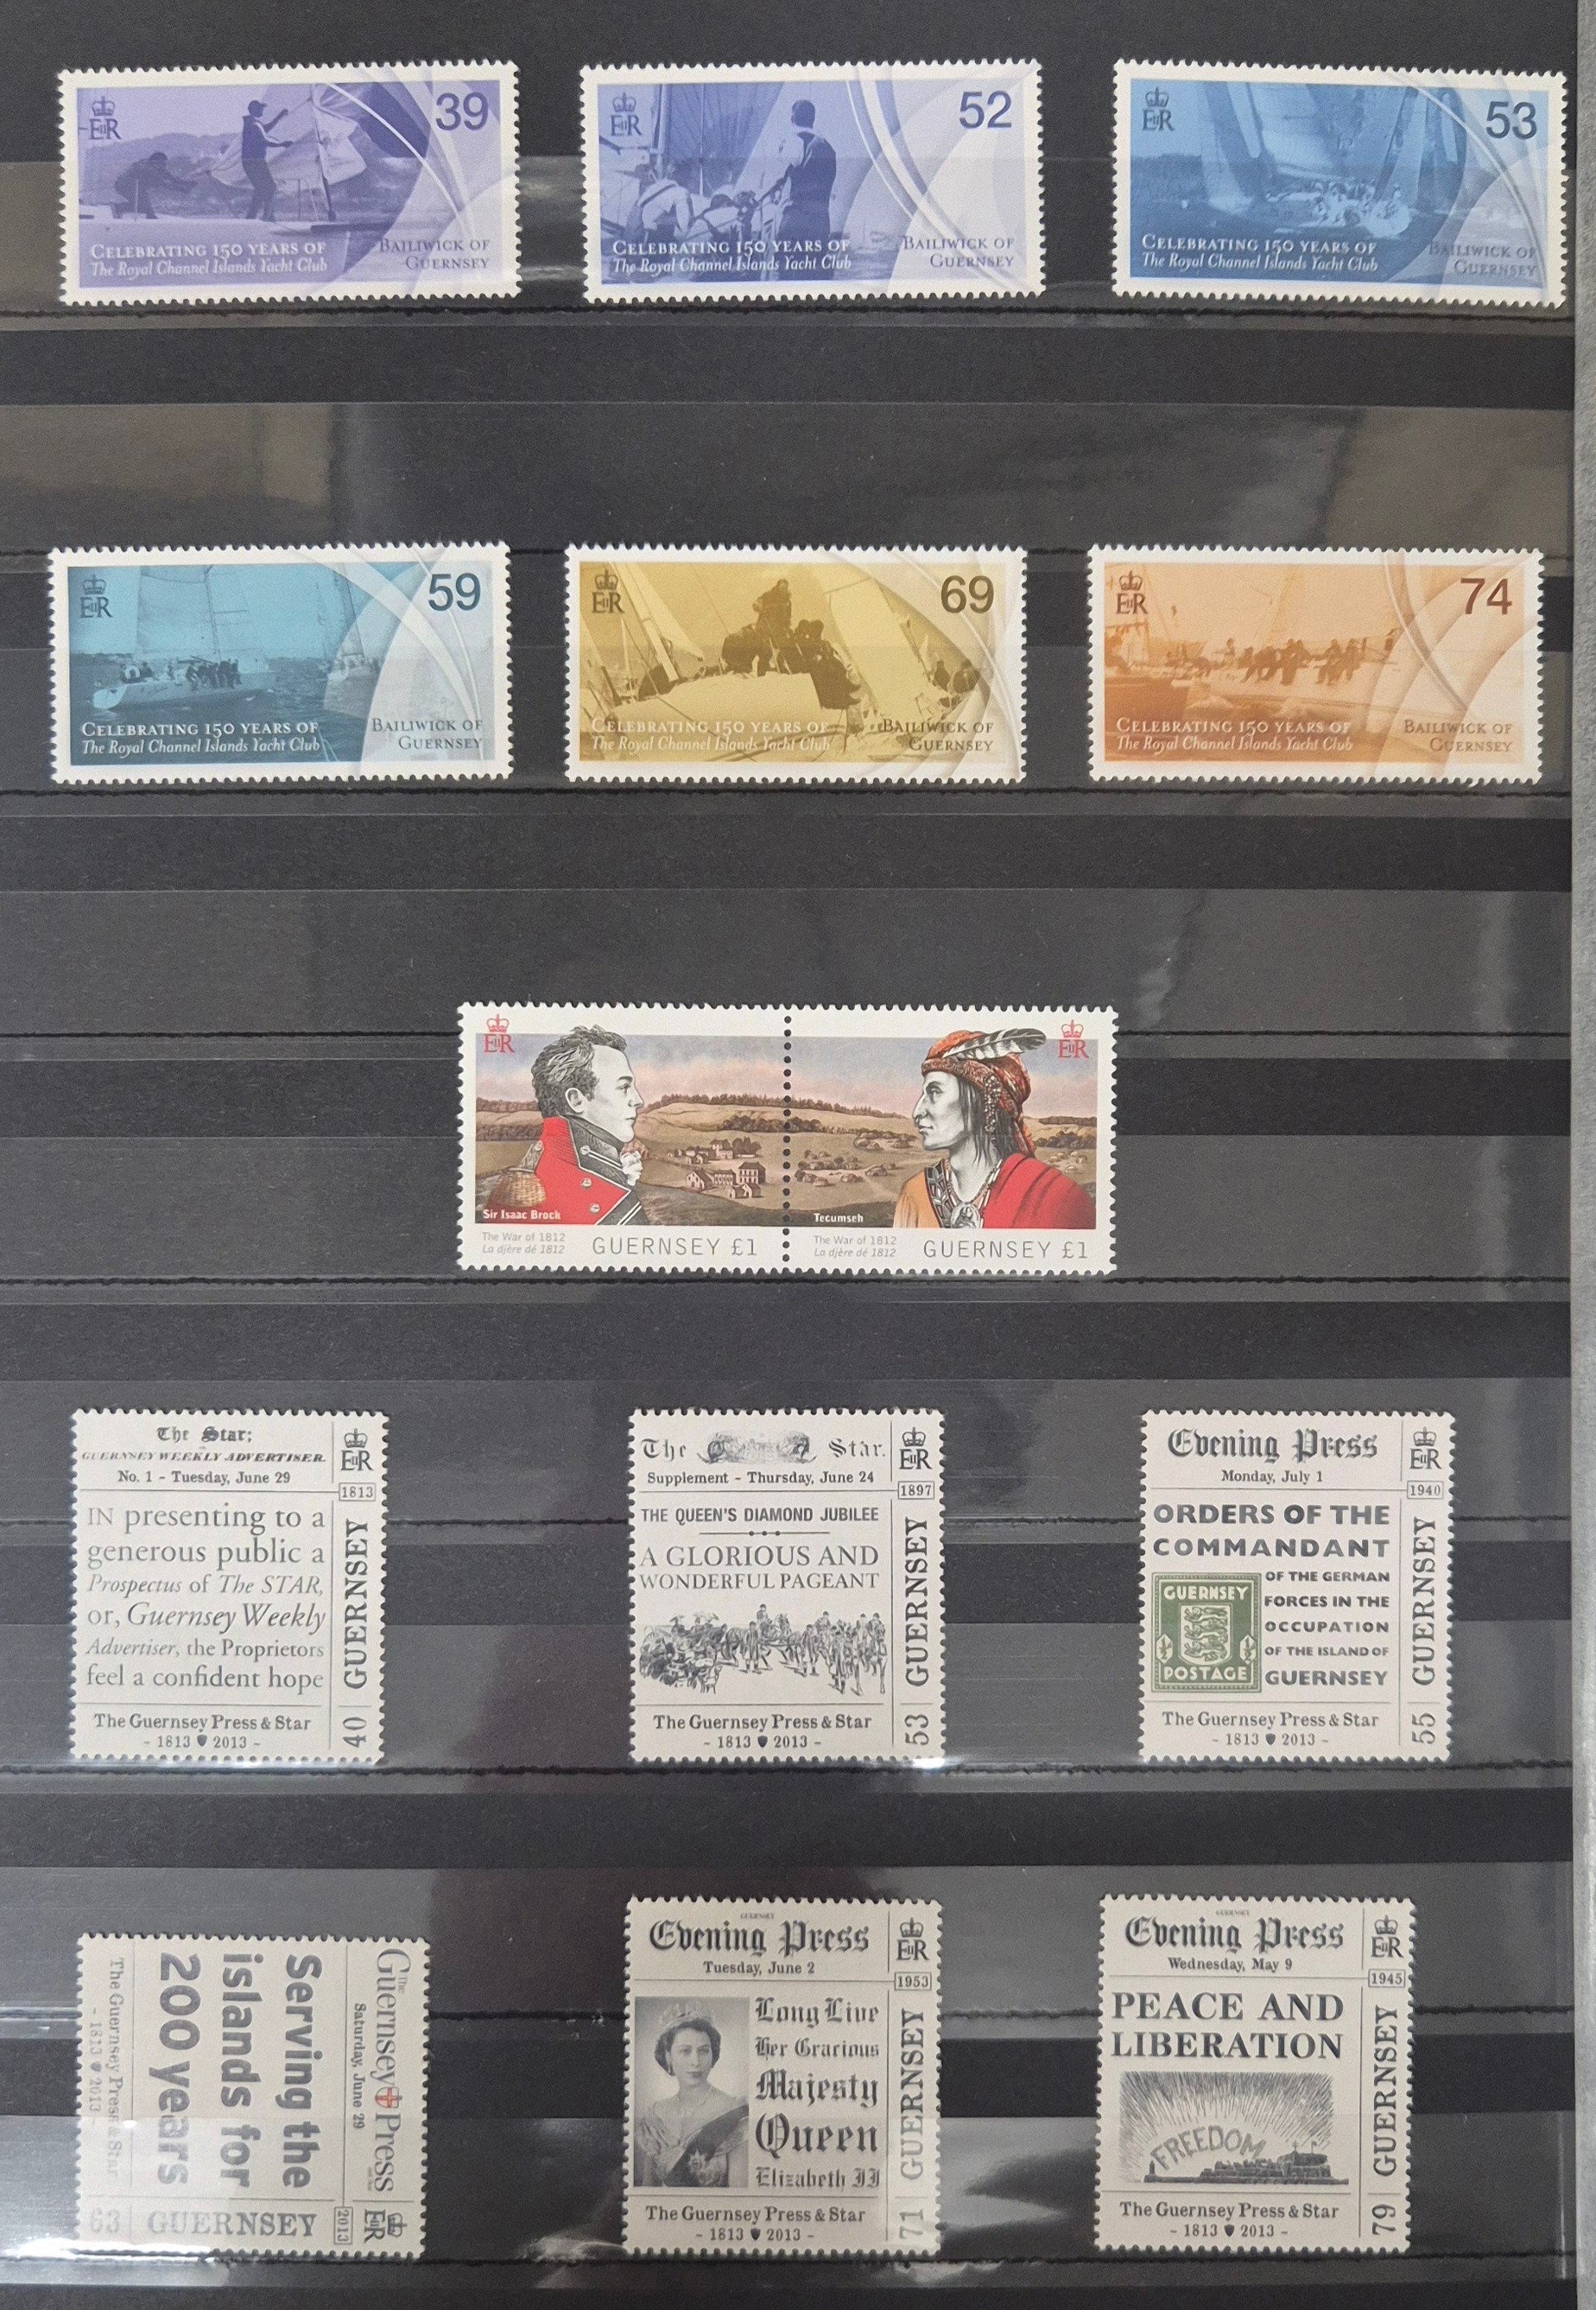 EIIR
39
CELEBRATING 150 YEARS OF
The Royal Channel Islands Yacht Club
BAILIWICK OF
GUERNSEY
EIIR
52
CELEBRATING 150 YEARS OF
The Royal Channel Islands Yacht Club
BAILIWICK OF
GUERNSEY
EIIR
53
CELEBRATING 150 YEARS OF
The Royal Channel Islands Yacht Club
BAILIWICK OF
GUERNSEY
EIIR
59
CELEBRATING 150 YEARS OF
The Royal Channel Islands Yacht Club
BAILIWICK OF
GUERNSEY
EIIR
69
CELEBRATING 150 YEARS OF
The Royal Channel Islands Yacht Club
BAILIWICK OF
GUERNSEY
EIIR
74
CELEBRATING 150 YEARS OF
The Royal Channel Islands Yacht Club
BAILIWICK OF
GUERNSEY
EIIR
Sir Isaac Brock
The War of 1812
La djère dé 1812
GUERNSEY £1
EIIR
Tecumseh
The War of 1812
La djère dé 1812
GUERNSEY £1
The Star;
GUERNSEY WEEKLY ADVERTISER.
No. 1 - Tuesday, June 29
IN presenting to a
generous public a
Prospectus of The STAR,
or, Guernsey Weekly
Advertiser, the Proprietors
feel a confident hope
The Guernsey Press & Star
- 1813 2013 -
EIIR
1813
GUERNSEY
40
The Star.
Supplement - Thursday, June 24
THE QUEEN'S DIAMOND JUBILEE
A GLORIOUS AND
WONDERFUL PAGEANT
The Guernsey Press & Star
- 1813 2013 -
EIIR
1897
GUERNSEY
53
Evening Press
Monday, July 1
ORDERS OF THE
COMMANDANT
OF THE GERMAN
FORCES IN THE
OCCUPATION
OF THE ISLAND OF
GUERNSEY
GUERNSEY
½ ½
POSTAGE
The Guernsey Press & Star
- 1813 2013 -
EIIR
1940
GUERNSEY
55
The
Guernsey Press
Saturday, June 29
Serving the
islands for
200 years
The Guernsey Press & Star
- 1813 2013 -
EIIR
2013
GUERNSEY
63
GUERNSEY
Evening Press
Tuesday, June 2
Long Live
Her Gracious
Majesty
Queen
Elizabeth II
The Guernsey Press & Star
- 1813 2013 -
EIIR
1953
GUERNSEY
71
GUERNSEY
Evening Press
Wednesday, May 9
PEACE AND
LIBERATION
FREEDOM
The Guernsey Press & Star
- 1813 2013 -
EIIR
1945
GUERNSEY
79